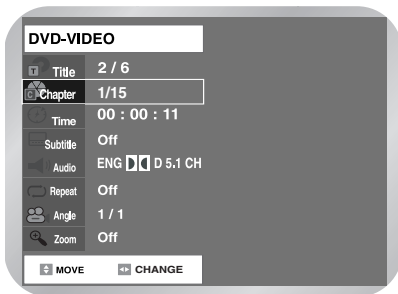 DVD-VIDEO
T Title 2 / 6
C Chapter 1/15
Time 00 : 00 : 11
Subtitle Off
Audio ENG D 5.1 CH
Repeat Off
Angle 1 / 1
Zoom Off
MOVE CHANGE